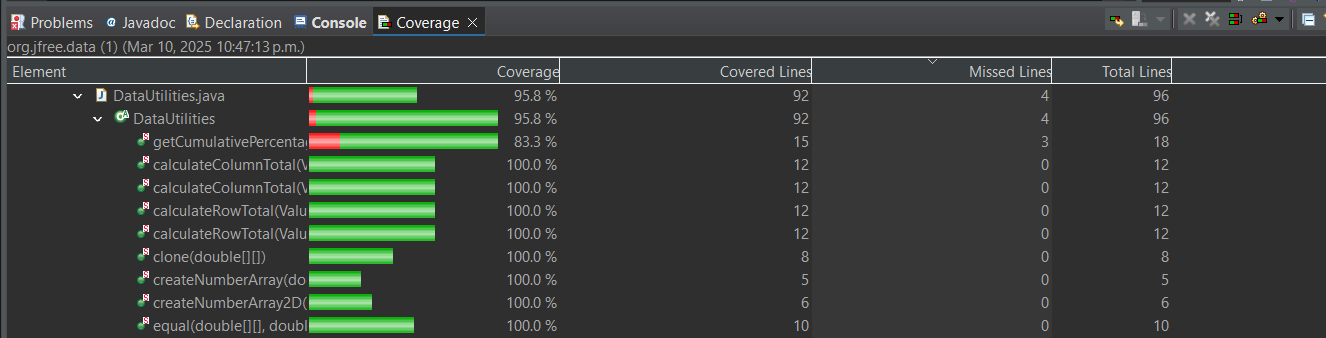 Problems Javadoc Declaration Console Coverage
org.jfree.data (1) (Mar 10, 2025 10:47:13 p.m.)
Element Coverage Covered Lines Missed Lines Total Lines
DataUtilities.java 95.8 % 92 4 96
DataUtilities 95.8 % 92 4 96
getCumulativePercenta 83.3 % 15 3 18
calculateColumnTotal(V 100.0 % 12 0 12
calculateColumnTotal(V 100.0 % 12 0 12
calculateRowTotal(Valu 100.0 % 12 0 12
calculateRowTotal(Valu 100.0 % 12 0 12
clone(double[][]) 100.0 % 8 0 8
createNumberArray(do 100.0 % 5 0 5
createNumberArray2D( 100.0 % 6 0 6
equal(double[][], doubl 100.0 % 10 0 10